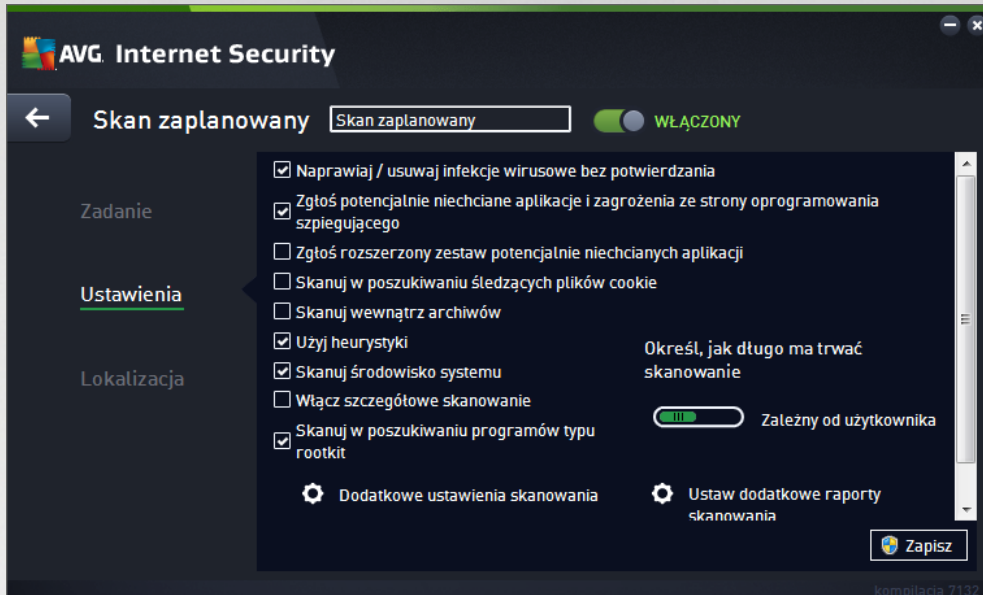 AVG. Internet Security
Skan zaplanowany
Skan zaplanowany
WŁĄCZONY
Zadanie
Ustawienia
Lokalizacja
Naprawiaj / usuwaj infekcje wirusowe bez potwierdzania
Zgłoś potencjalnie niechciane aplikacje i zagrożenia ze strony oprogramowania
szpiegującego
Zgłoś rozszerzony zestaw potencjalnie niechcianych aplikacji
Skanuj w poszukiwaniu śledzących plików cookie
Skanuj wewnątrz archiwów
Użyj heurystyki
Skanuj środowisko systemu
Włącz szczegółowe skanowanie
Skanuj w poszukiwaniu programów typu
rootkit
Określ, jak długo ma trwać
skanowanie
Zależny od użytkownika
Dodatkowe ustawienia skanowania
Ustaw dodatkowe raporty
skanowania
Zapisz
kompilacja 7132